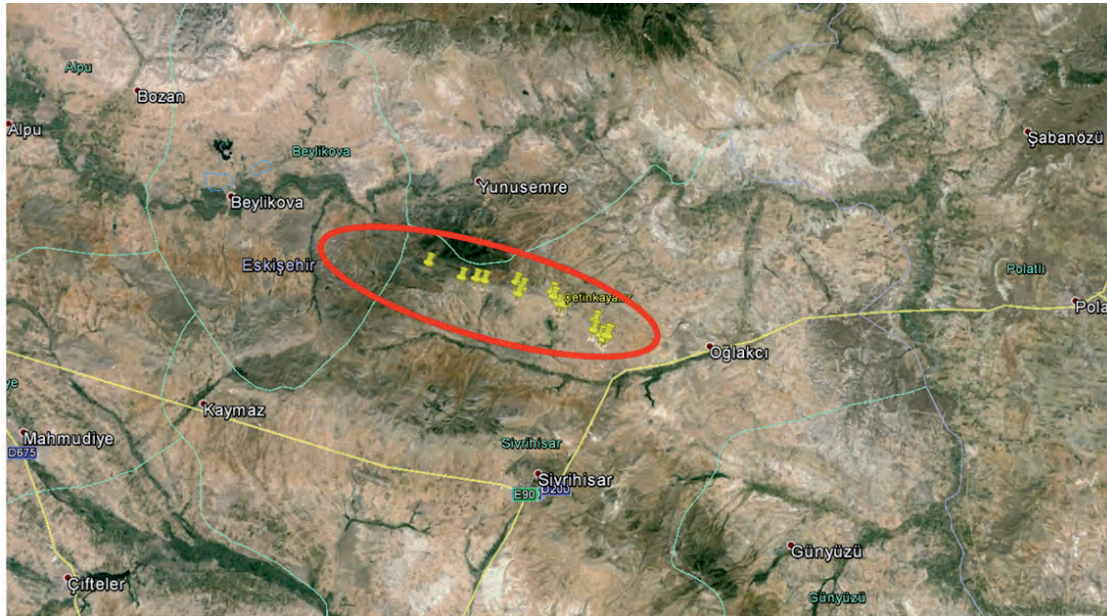 Alpu
Bozan
Alpu
Şabanözü
Beylikova
Yunusemre
Beylikova
Eskişehir
Polatlı
Çetinkayalar
Pola
Oğlakcı
Kaymaz
Mahmudiye
Sivrihisar
D675
Sivrihisar
E90
D200
Günyüzü
Çifteler
Günyüzü